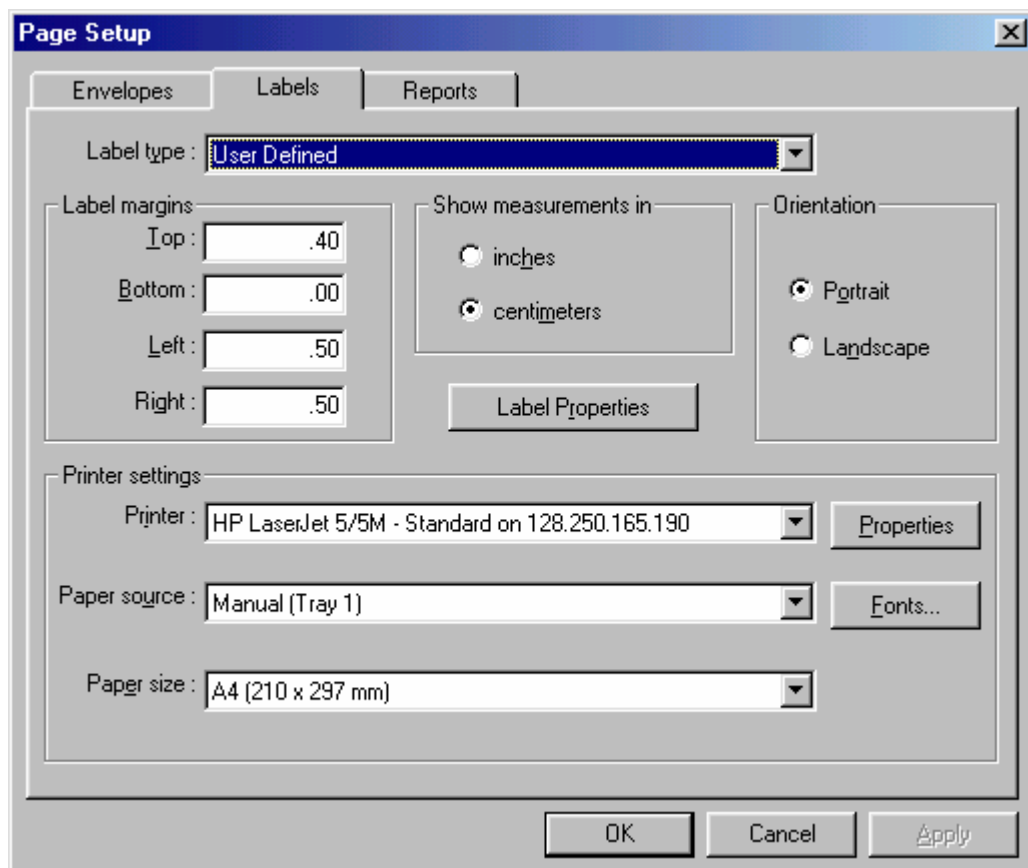 Page Setup
Envelopes Labels Reports
Label type : User Defined
Label margins
Top : .40
Bottom : .00
Left : .50
Right : .50
Show measurements in
inches
centimeters
Label Properties
Orientation
Portrait
Landscape
Printer settings
Printer : HP LaserJet 5/5M - Standard on 128.250.165.190 Properties
Paper source : Manual (Tray 1) Fonts...
Paper size : A4 (210 x 297 mm)
OK Cancel Apply